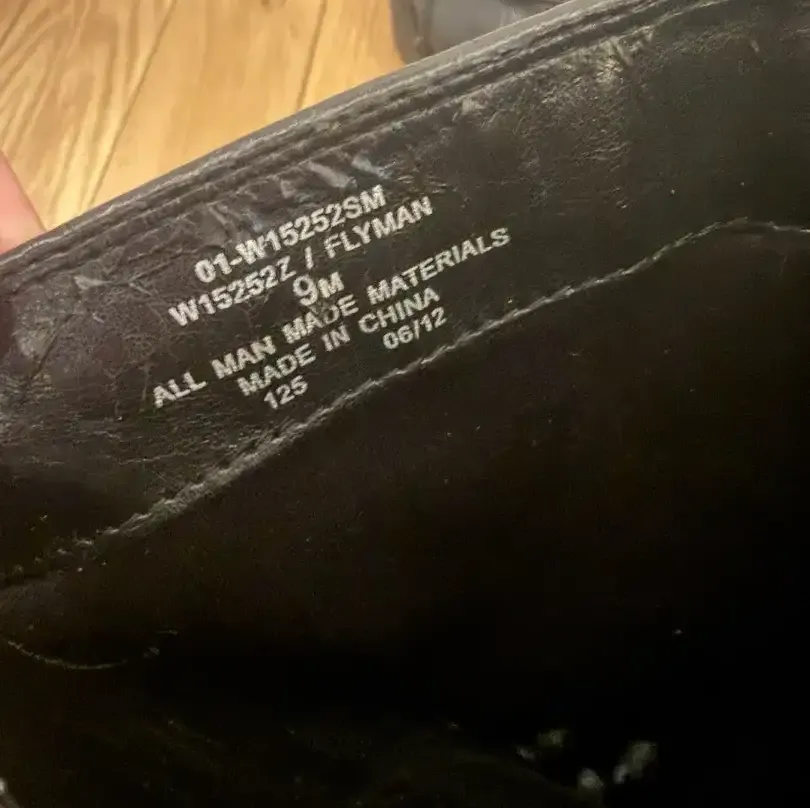 01-W15252SM
W15252Z / FLYMAN
9M
ALL MAN MADE MATERIALS
MADE IN CHINA
125 06/12